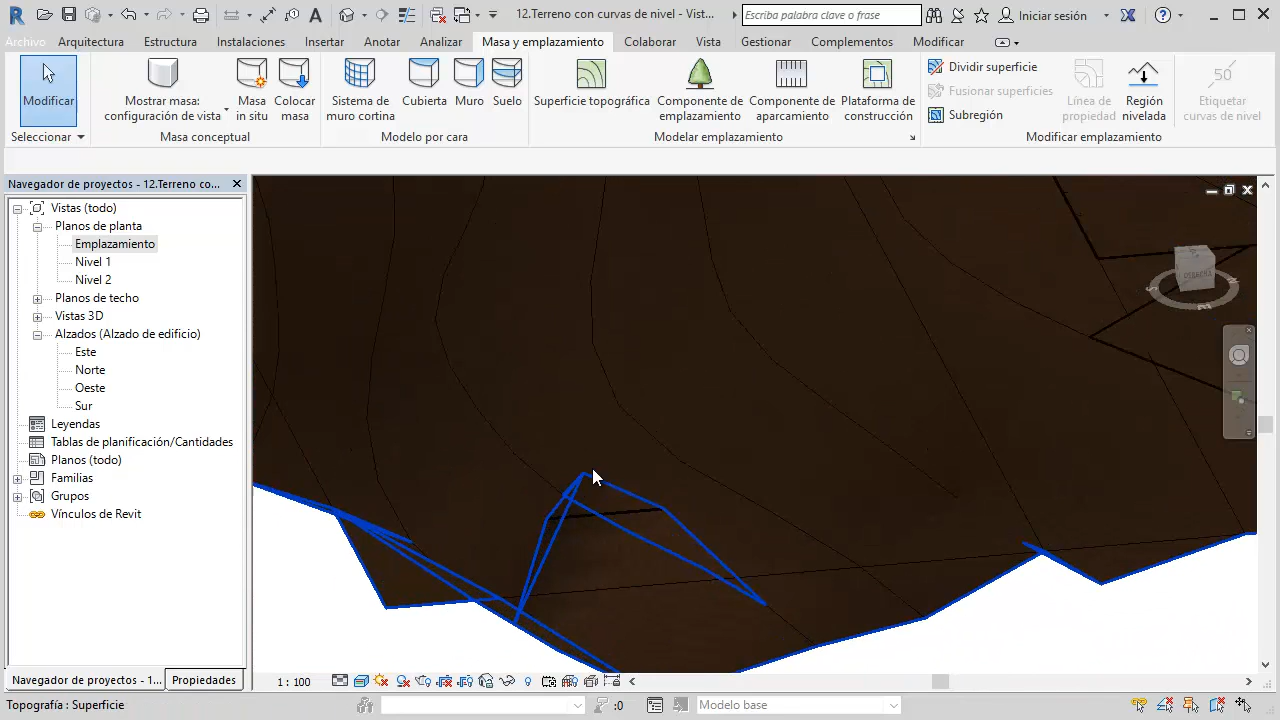 12.Terreno con curvas de nivel - Vist...
Escriba palabra clave o frase
Iniciar sesión
Archivo
Arquitectura
Estructura
Instalaciones
Insertar
Anotar
Analizar
Masa y emplazamiento
Colaborar
Vista
Gestionar
Complementos
Modificar
Modificar
Mostrar masa:
configuración de vista
Masa
in situ
Colocar
masa
Sistema de
muro cortina
Cubierta
Muro
Suelo
Superficie topográfica
Componente de
emplazamiento
Componente de
aparcamiento
Plataforma de
construcción
Dividir superficie
Fusionar superficies
Subregión
Línea de
propiedad
Región
nivelada
50
Etiquetar
curvas de nivel
Seleccionar
Masa conceptual
Modelo por cara
Modelar emplazamiento
Modificar emplazamiento
Navegador de proyectos - 12.Terreno co...
Vistas (todo)
Planos de planta
Emplazamiento
Nivel 1
Nivel 2
Planos de techo
Vistas 3D
Alzados (Alzado de edificio)
Este
Norte
Oeste
Sur
Leyendas
Tablas de planificación/Cantidades
Planos (todo)
Familias
Grupos
Vínculos de Revit
Navegador de proyectos - 1...
Propiedades
1 : 100
Topografía : Superficie
:0
Modelo base